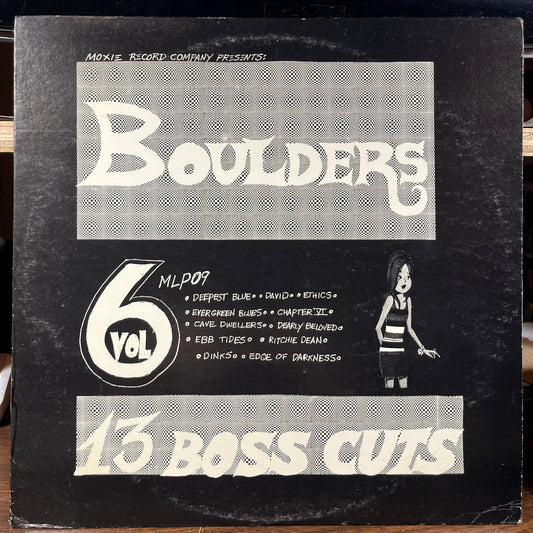 MOXIE RECORD COMPANY PRESENTS:
BOULDERS
VOL 6
MLP09
• DEEPEST BLUE • • DAVID • • ETHICS •
• EVERGREEN BLUES • • CHAPTER VI •
• CAVE DWELLERS • • DEARLY BELOVED •
• EBB TIDES • • RITCHIE DEAN •
• DINKS • • EDGE OF DARKNESS •
13 BOSS CUTS